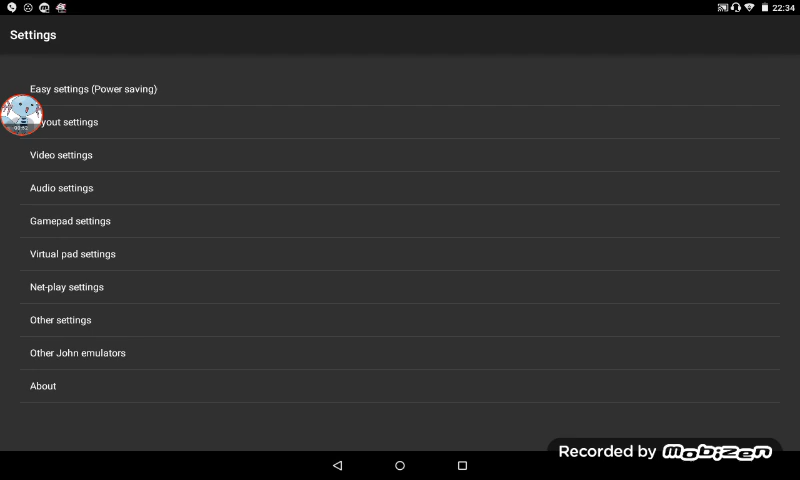 22:34
Settings
Easy settings (Power saving)
yout settings
Video settings
Audio settings
Gamepad settings
Virtual pad settings
Net-play settings
Other settings
Other John emulators
About
Recorded by mobizen